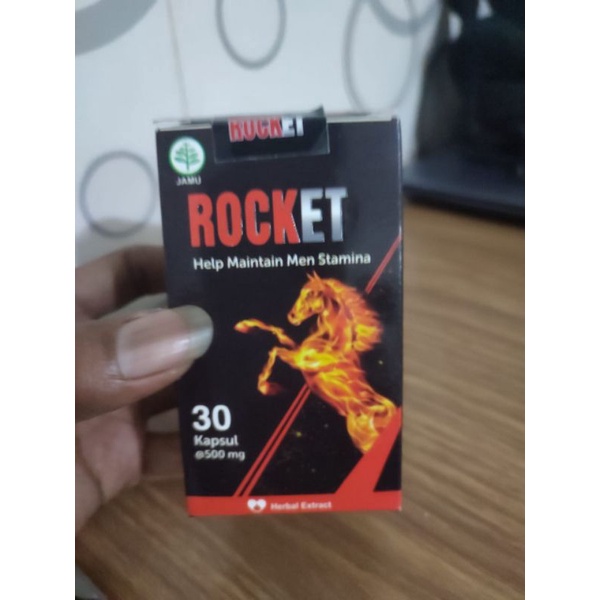 ROCKET
JAMU
ROCKET
Help Maintain Men Stamina
30
Kapsul
@500 mg
Herbal Extract